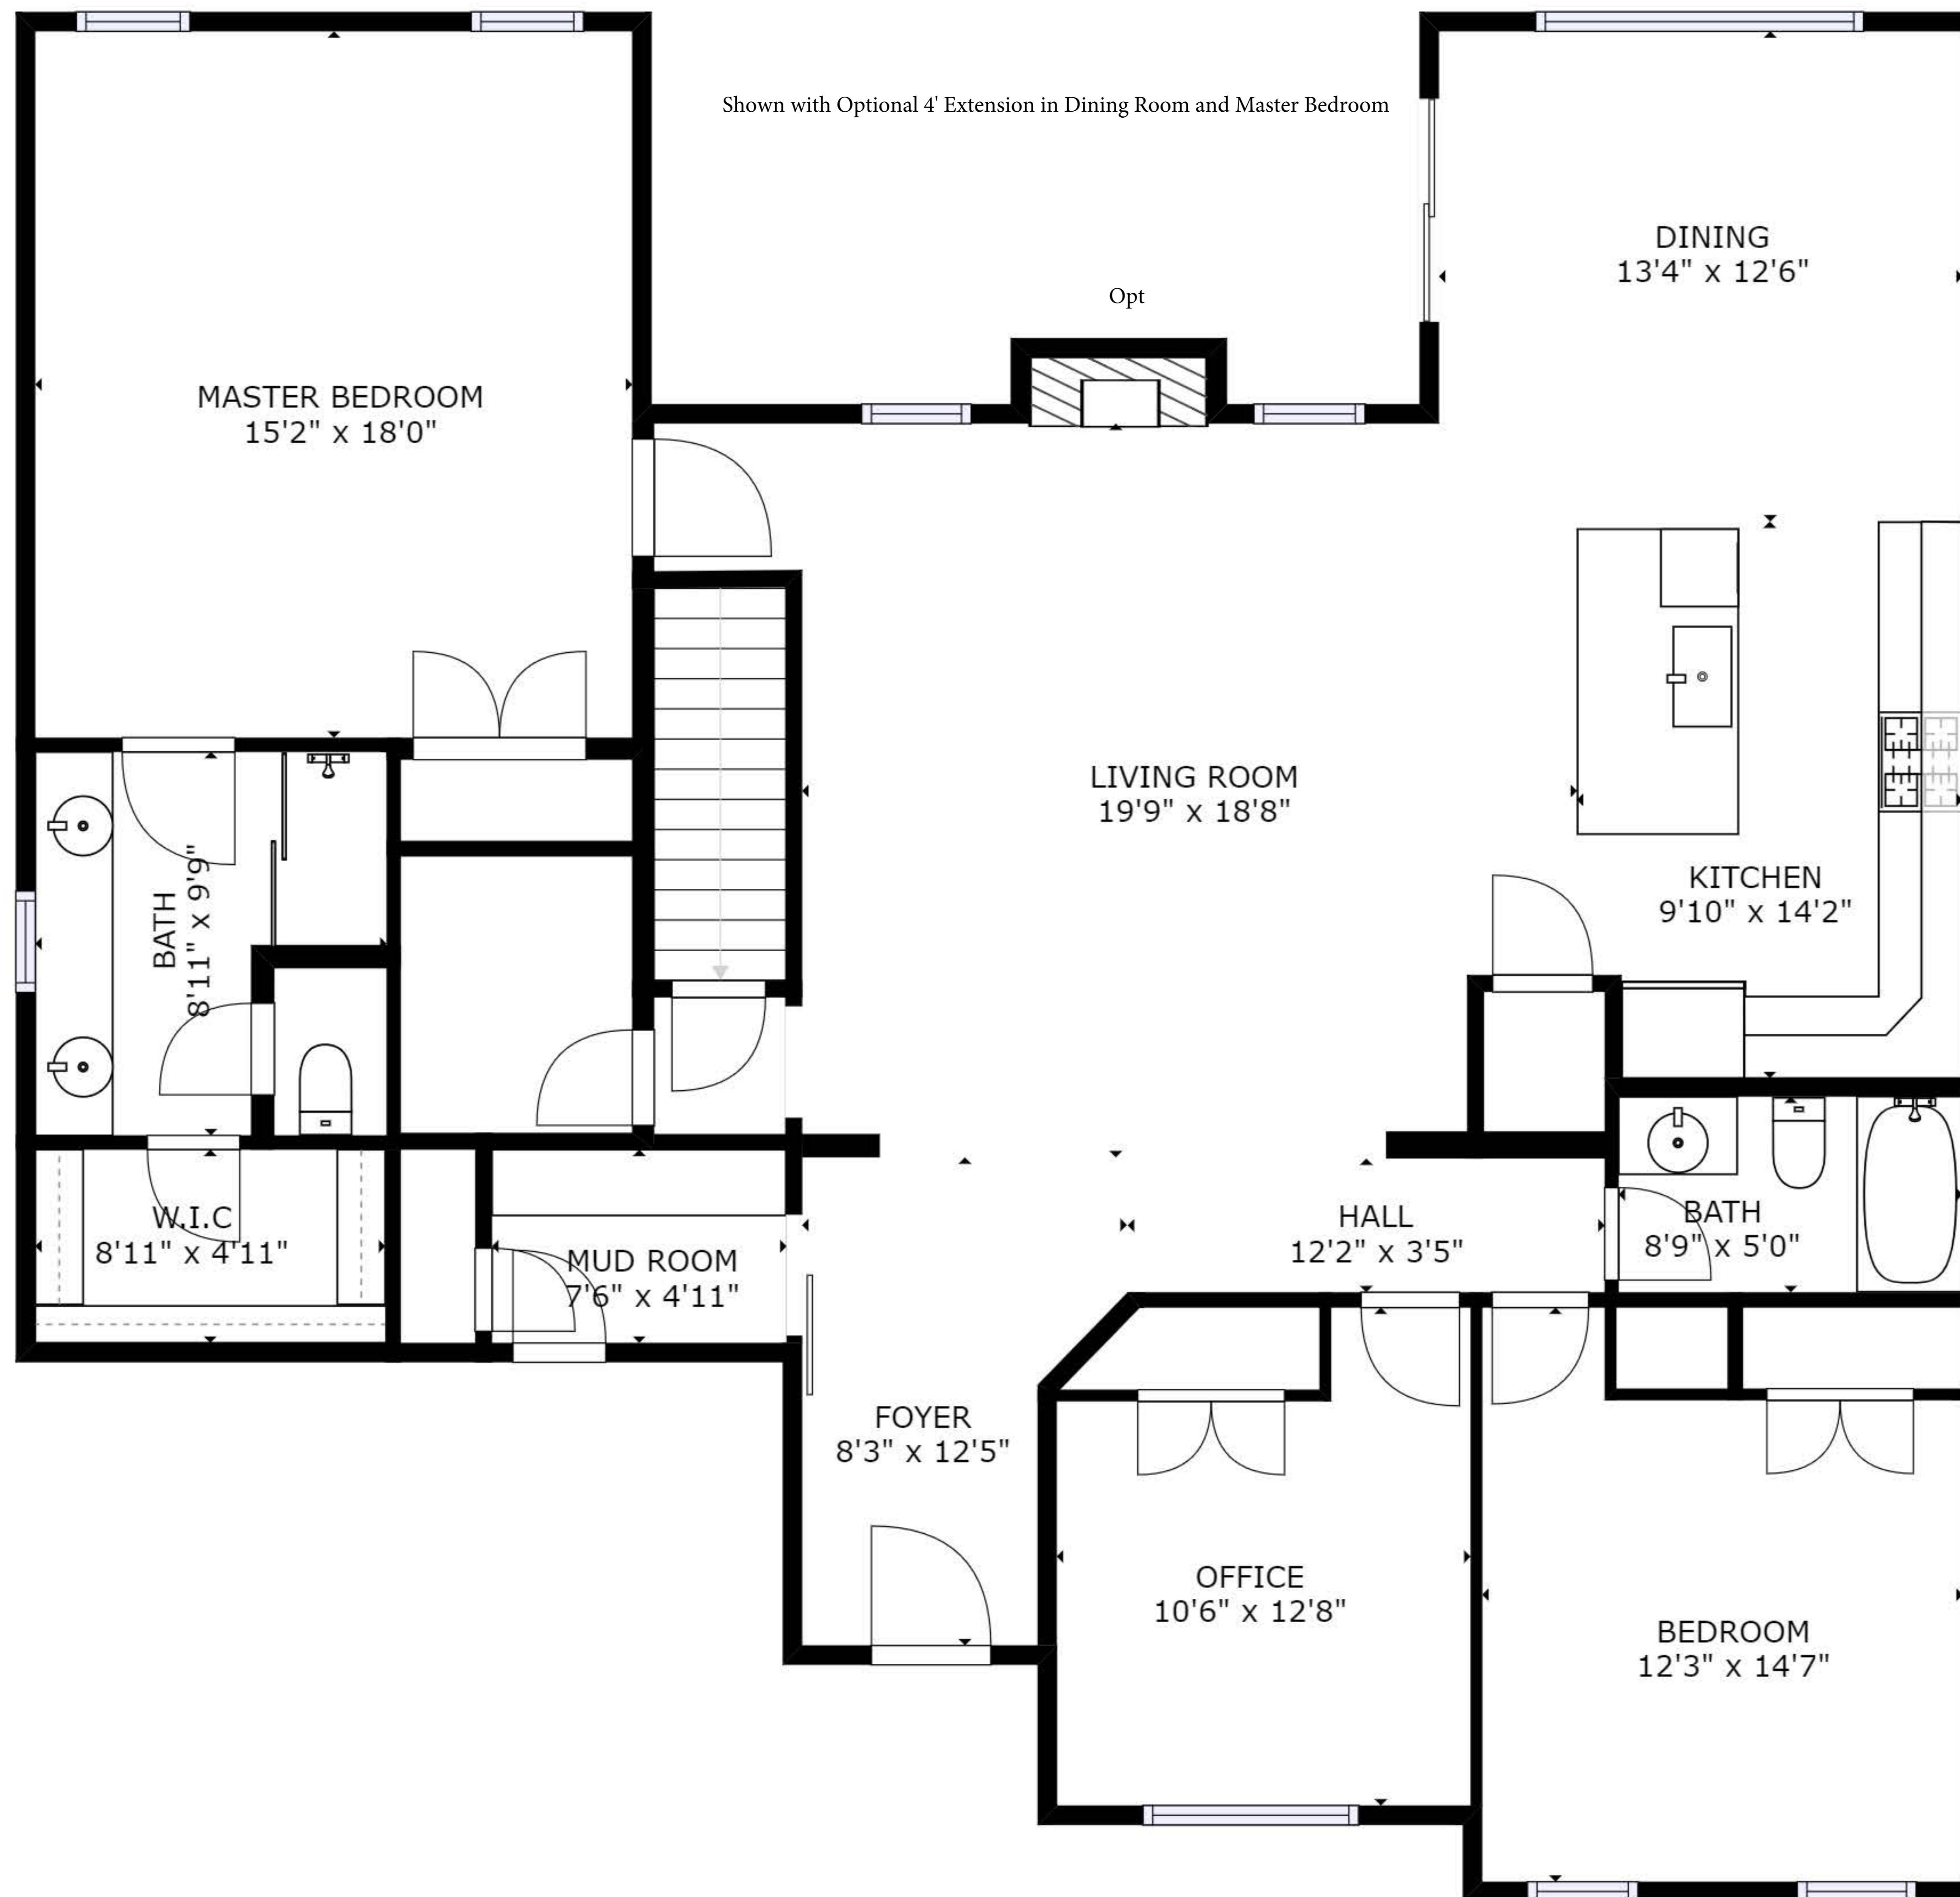 Shown with Optional 4' Extension in Dining Room and Master Bedroom
DINING
13'4" x 12'6"
Opt
MASTER BEDROOM
15'2" x 18'0"
LIVING ROOM
19'9" x 18'8"
KITCHEN
9'10" x 14'2"
BATH
8'11" x 9'9"
W.I.C
8'11" x 4'11"
MUD ROOM
7'6" x 4'11"
HALL
12'2" x 3'5"
BATH
8'9" x 5'0"
FOYER
8'3" x 12'5"
OFFICE
10'6" x 12'8"
BEDROOM
12'3" x 14'7"